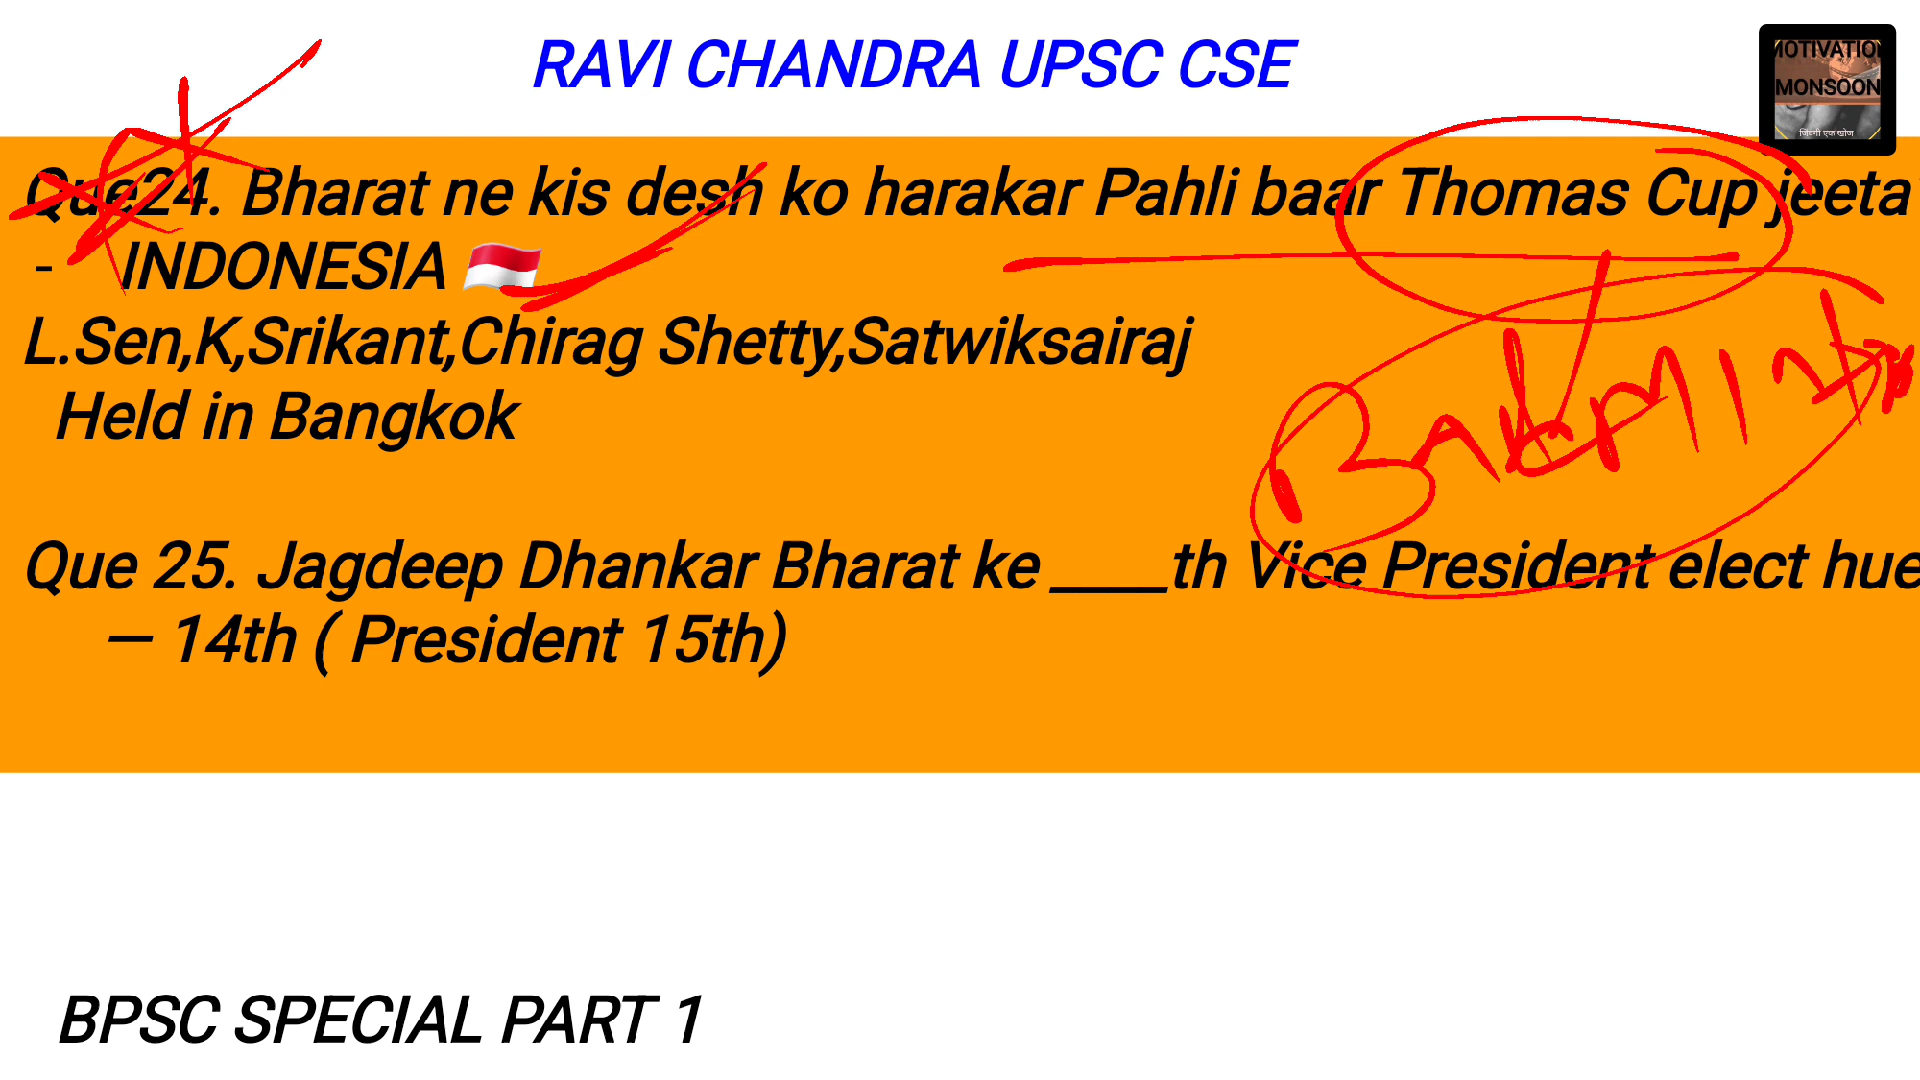 RAVI CHANDRA UPSC CSE
MOTIVATION
MONSOON
जिंदगी एक खोज
Que24. Bharat ne kis desh ko harakar Pahli baar Thomas Cup jeeta
- INDONESIA
L.Sen,K,Srikant,Chirag Shetty,Satwiksairaj
Held in Bangkok
Que 25. Jagdeep Dhankar Bharat ke ____th Vice President elect hue
— 14th ( President 15th)
BPSC SPECIAL PART 1